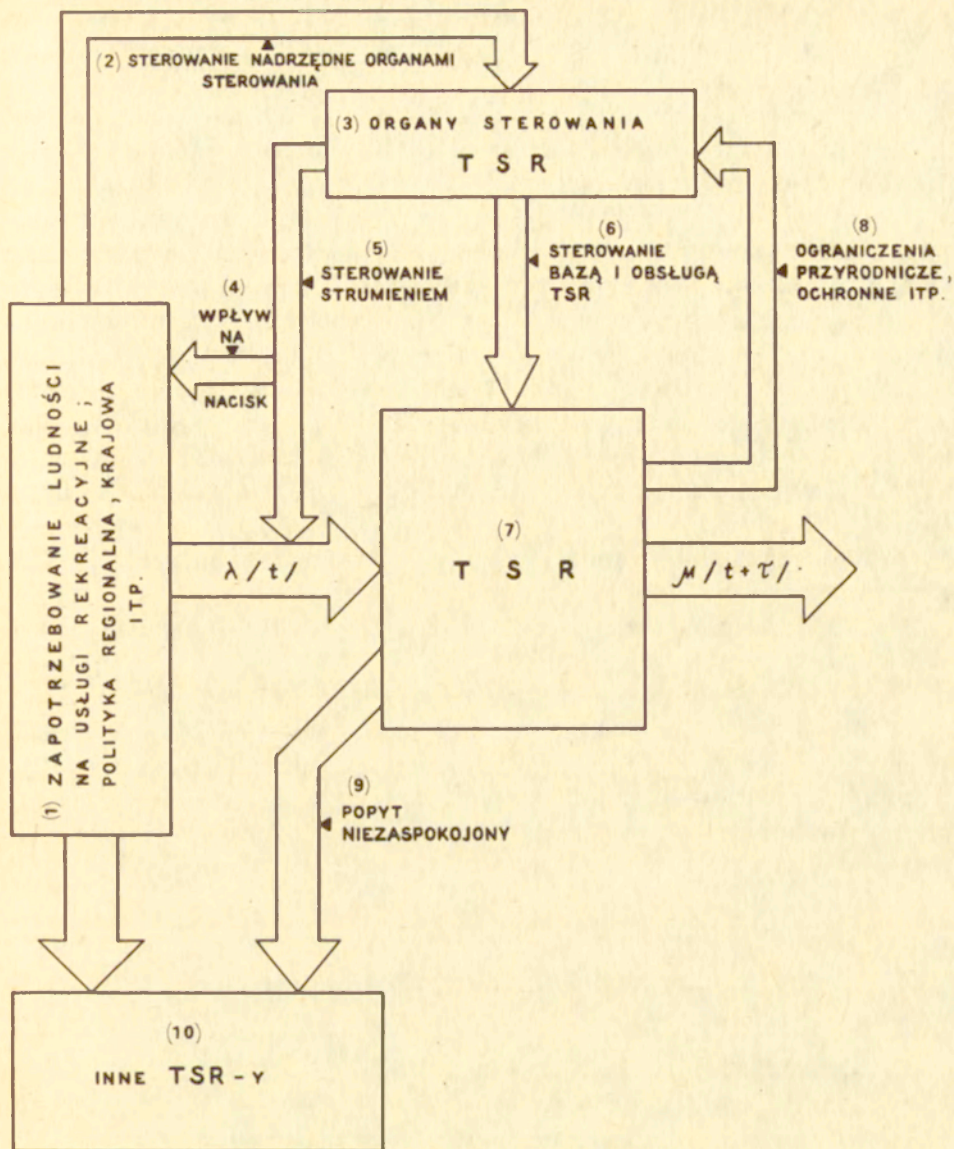 (2) STEROWANIE NADRZĘDNE ORGANAMI
STEROWANIA
(3) ORGANY STEROWANIA
T S R
(4)
WPŁYW
NA
NACISK
(5)
STEROWANIE
STRUMIENIEM
(6)
STEROWANIE
BAZĄ I OBSŁUGĄ
TSR
(8)
OGRANICZENIA
PRZYRODNICZE,
OCHRONNE ITP.
(1) ZAPOTRZEBOWANIE LUDNOŚCI
NA USŁUGI REKREACYJNE;
POLITYKA REGIONALNA, KRAJOWA
ITP.
λ/t/
(7)
T S R
μ/t+τ/.
(9)
POPYT
NIEZASPOKOJONY
(10)
INNE TSR-Y